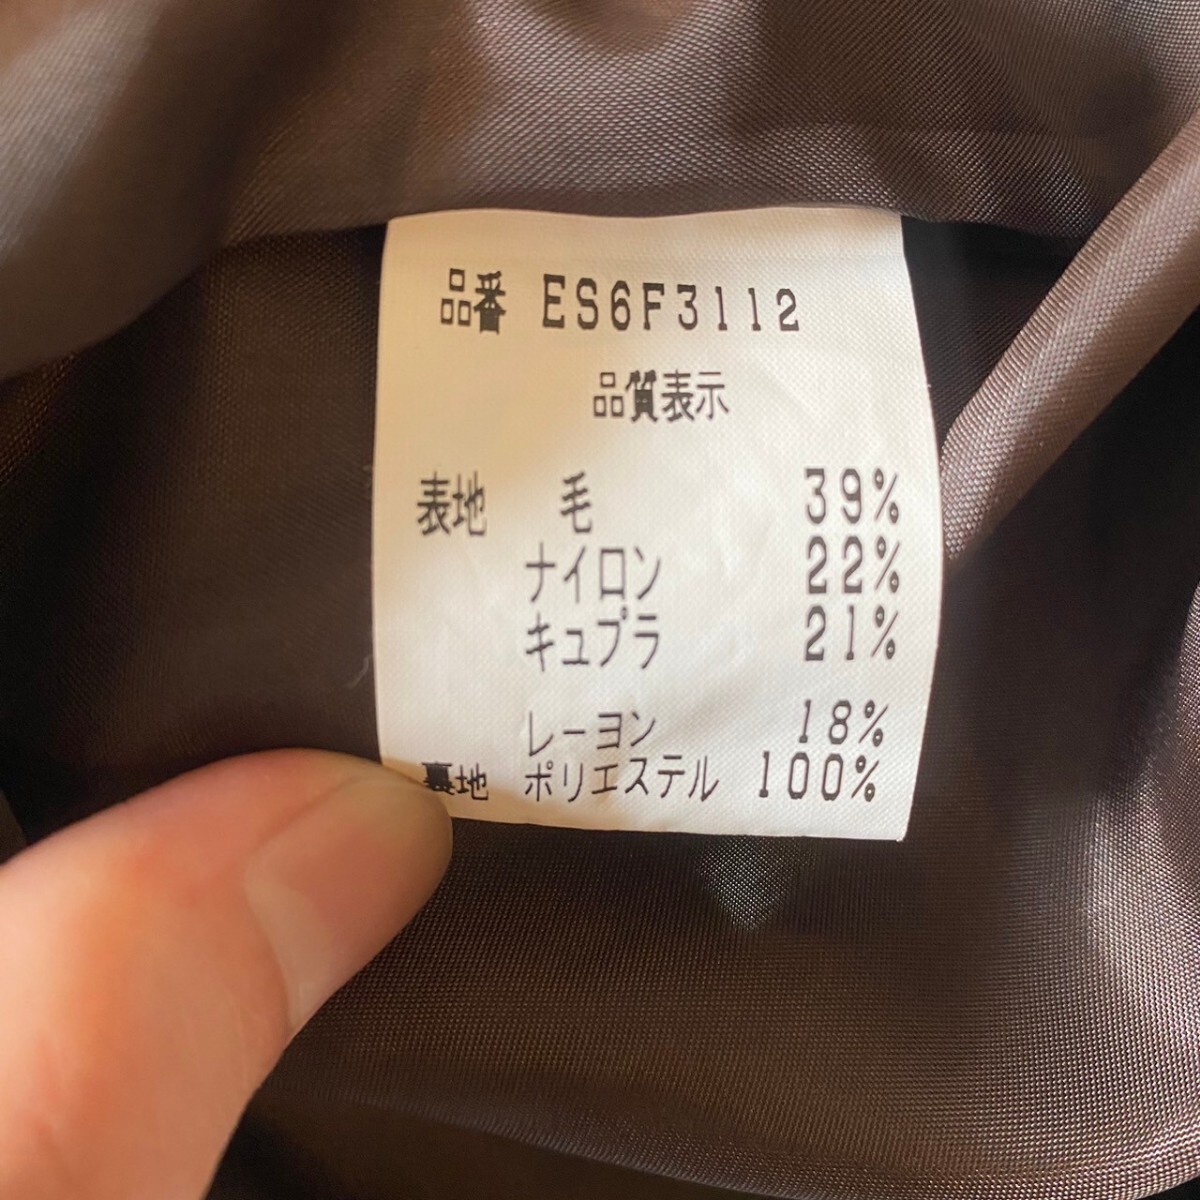 品番 ES6F3112
品質表示
表地 毛 39%
ナイロン 22%
キュプラ 21%
レーヨン 18%
裏地 ポリエステル 100%